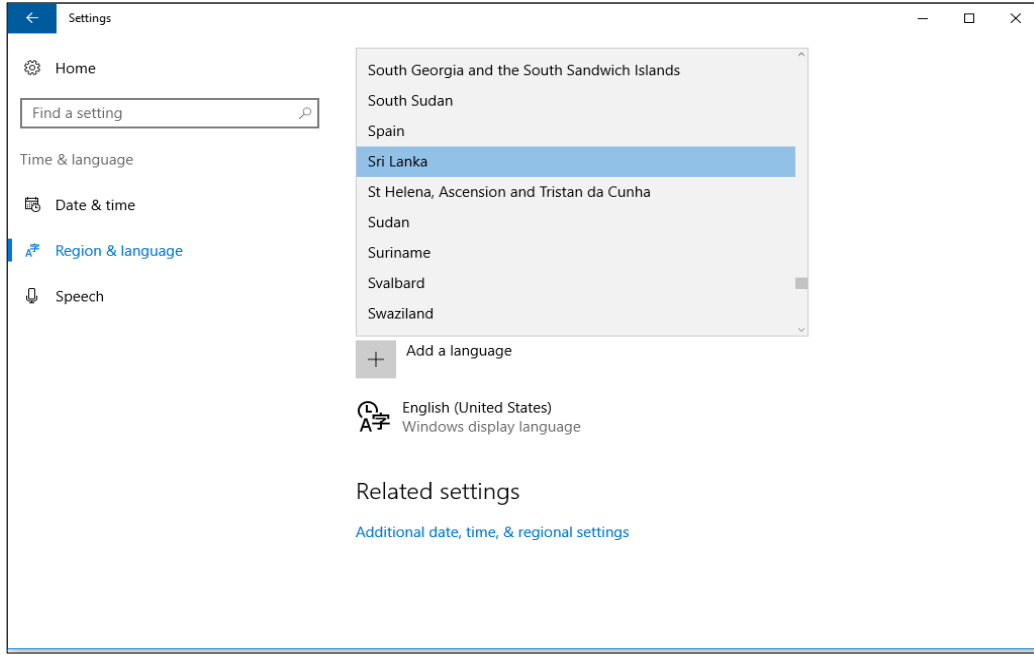 Settings
Home
Find a setting
Time & language
Date & time
Region & language
Speech
South Georgia and the South Sandwich Islands
South Sudan
Spain
Sri Lanka
St Helena, Ascension and Tristan da Cunha
Sudan
Suriname
Svalbard
Swaziland
Add a language
A字
English (United States)
Windows display language
Related settings
Additional date, time, & regional settings